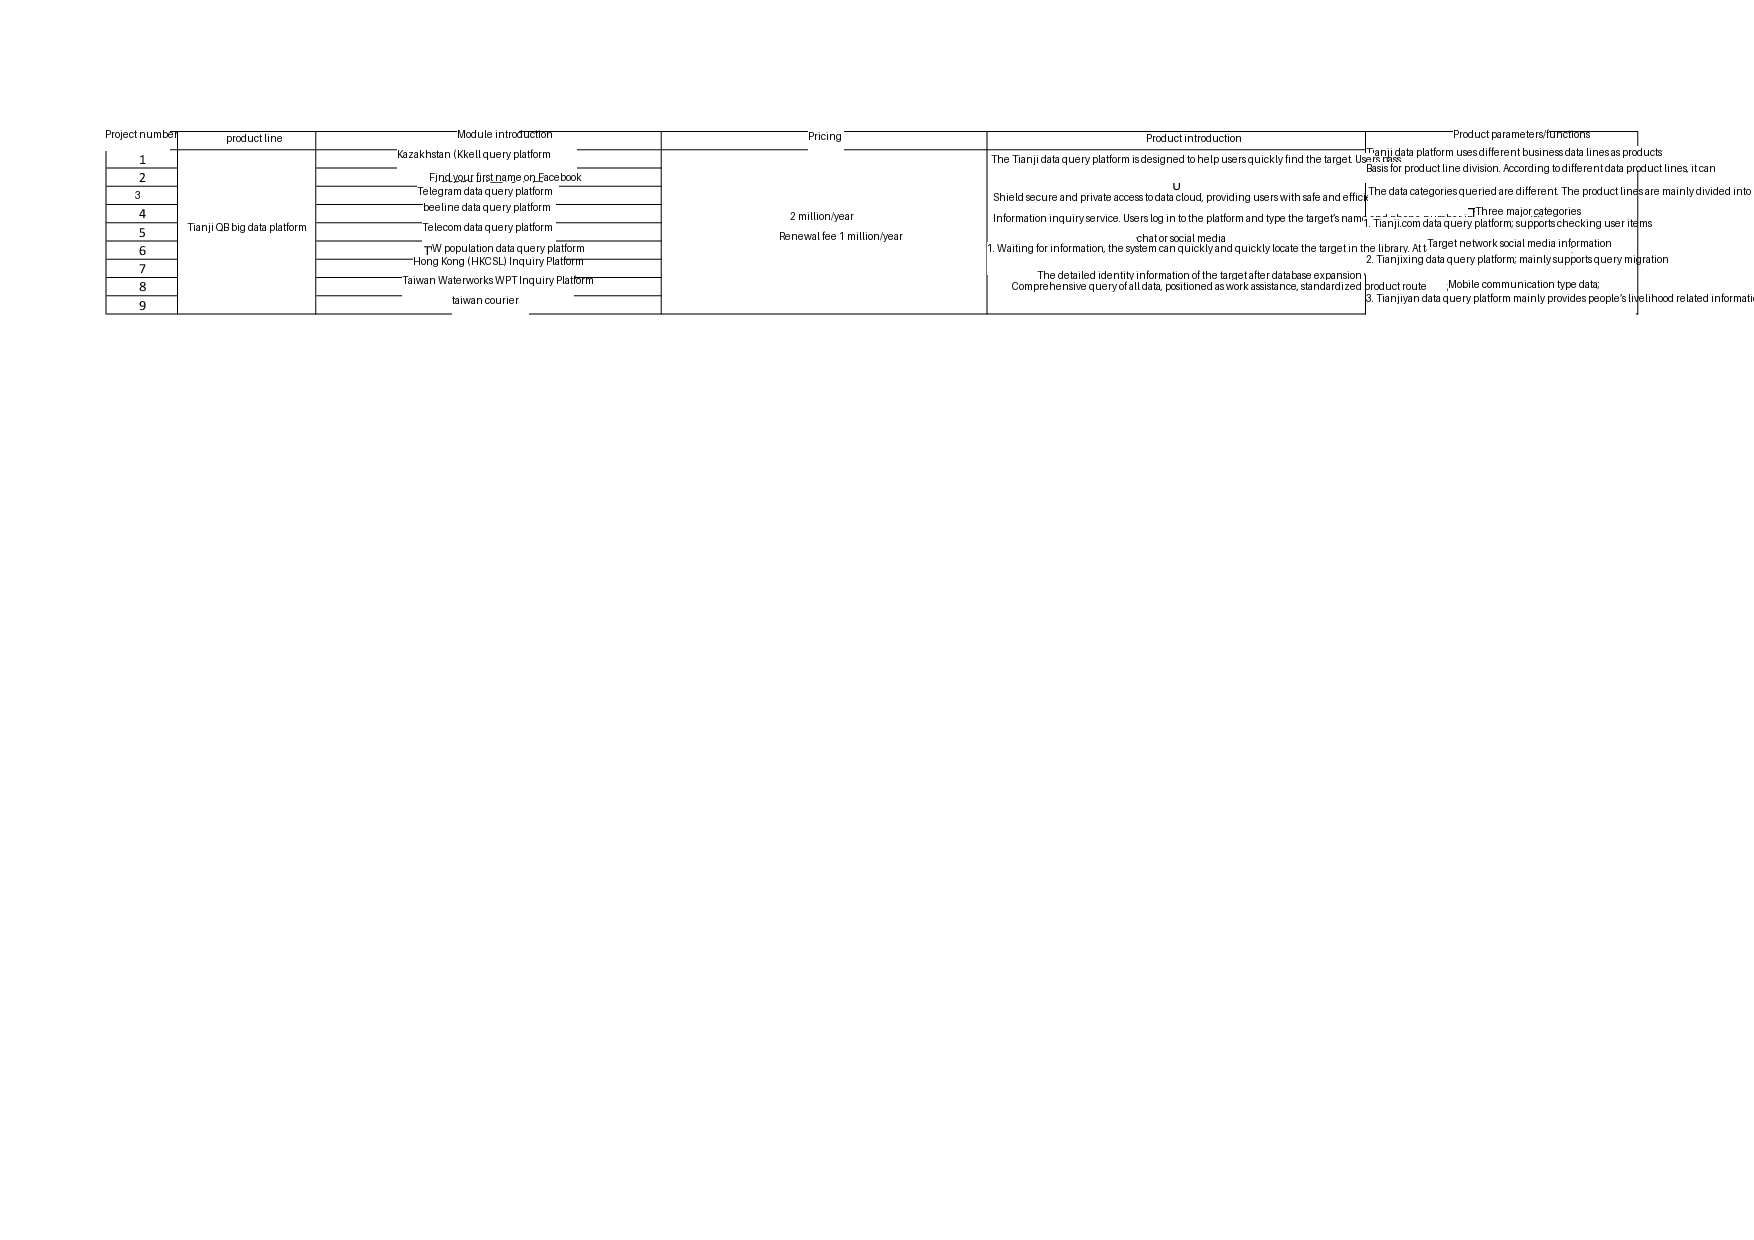 Project number
product line
Module introduction
Pricing
Product introduction
Product parameters/functions
1
2
3
4
5
6
7
8
9
Tianji QB big data platform
Kazakhstan (Kkell query platform
Find your first name on Facebook
Telegram data query platform
beeline data query platform
Telecom data query platform
TW population data query platform
Hong Kong (HKCSL) Inquiry Platform
Taiwan Waterworks WPT Inquiry Platform
taiwan courier
2 million/year
Renewal fee 1 million/year
The Tianji data query platform is designed to help users quickly find the target. Users pass
U
Shield secure and private access to data cloud, providing users with safe and
Information inquiry service. Users log in to the platform and type the target's name and phone number
chat or social media
1. Waiting for information, the system can quickly and quickly locate the target in the library. At t
The detailed identity information of the target after database expansion
Comprehensive query of all data, positioned as work assistance, standardized product route
Tianji data platform uses different business data lines as products
Basis for product line division. According to different data product lines, it can
The data categories queried are different. The product lines are mainly divided into
Three major categories
1. Tianji.com data query platform; supports checking user items
Target network social media information
2. Tianjixing data query platform; mainly supports query migration
Mobile communication type data;
3. Tianjiyan data query platform mainly provides people's livelihood related